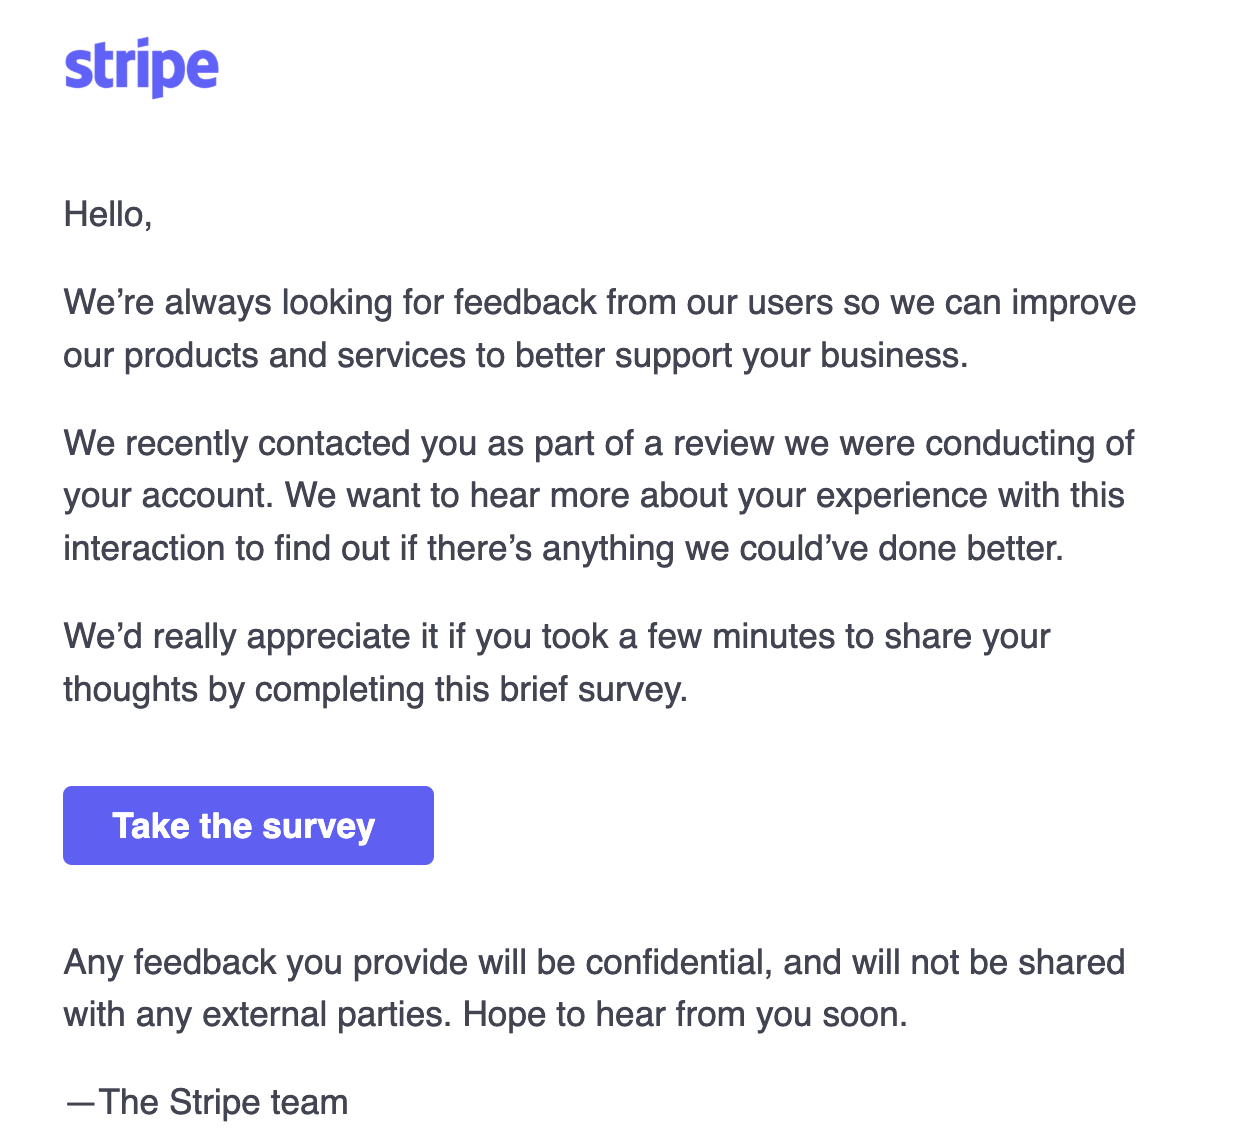 stripe
Hello,
We’re always looking for feedback from our users so we can improve
our products and services to better support your business.
We recently contacted you as part of a review we were conducting of
your account. We want to hear more about your experience with this
interaction to find out if there’s anything we could’ve done better.
We’d really appreciate it if you took a few minutes to share your
thoughts by completing this brief survey.
Take the survey
Any feedback you provide will be confidential, and will not be shared
with any external parties. Hope to hear from you soon.
—The Stripe team